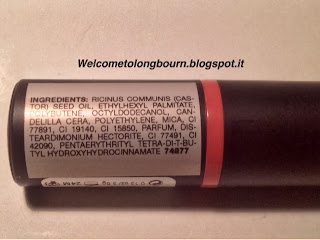 Welcometolongbourn.blogspot.it
INGREDIENTS: RICINUS COMMUNIS (CAS-
TOR) SEED OIL, ETHYLHEXYL PALMITATE,
POLYBUTENE, OCTYLDODECANOL, CAN-
DELILLA CERA, POLYETHYLENE, MICA, CI
77891, CI 19140, CI 15850, PARFUM, DIS-
TEARDIMONIUM HECTORITE, CI 77491, CI
42090, PENTAERYTHRITYL TETRA-DI-T-BU-
TYL HYDROXYHYDROCINNAMATE 74877
24M